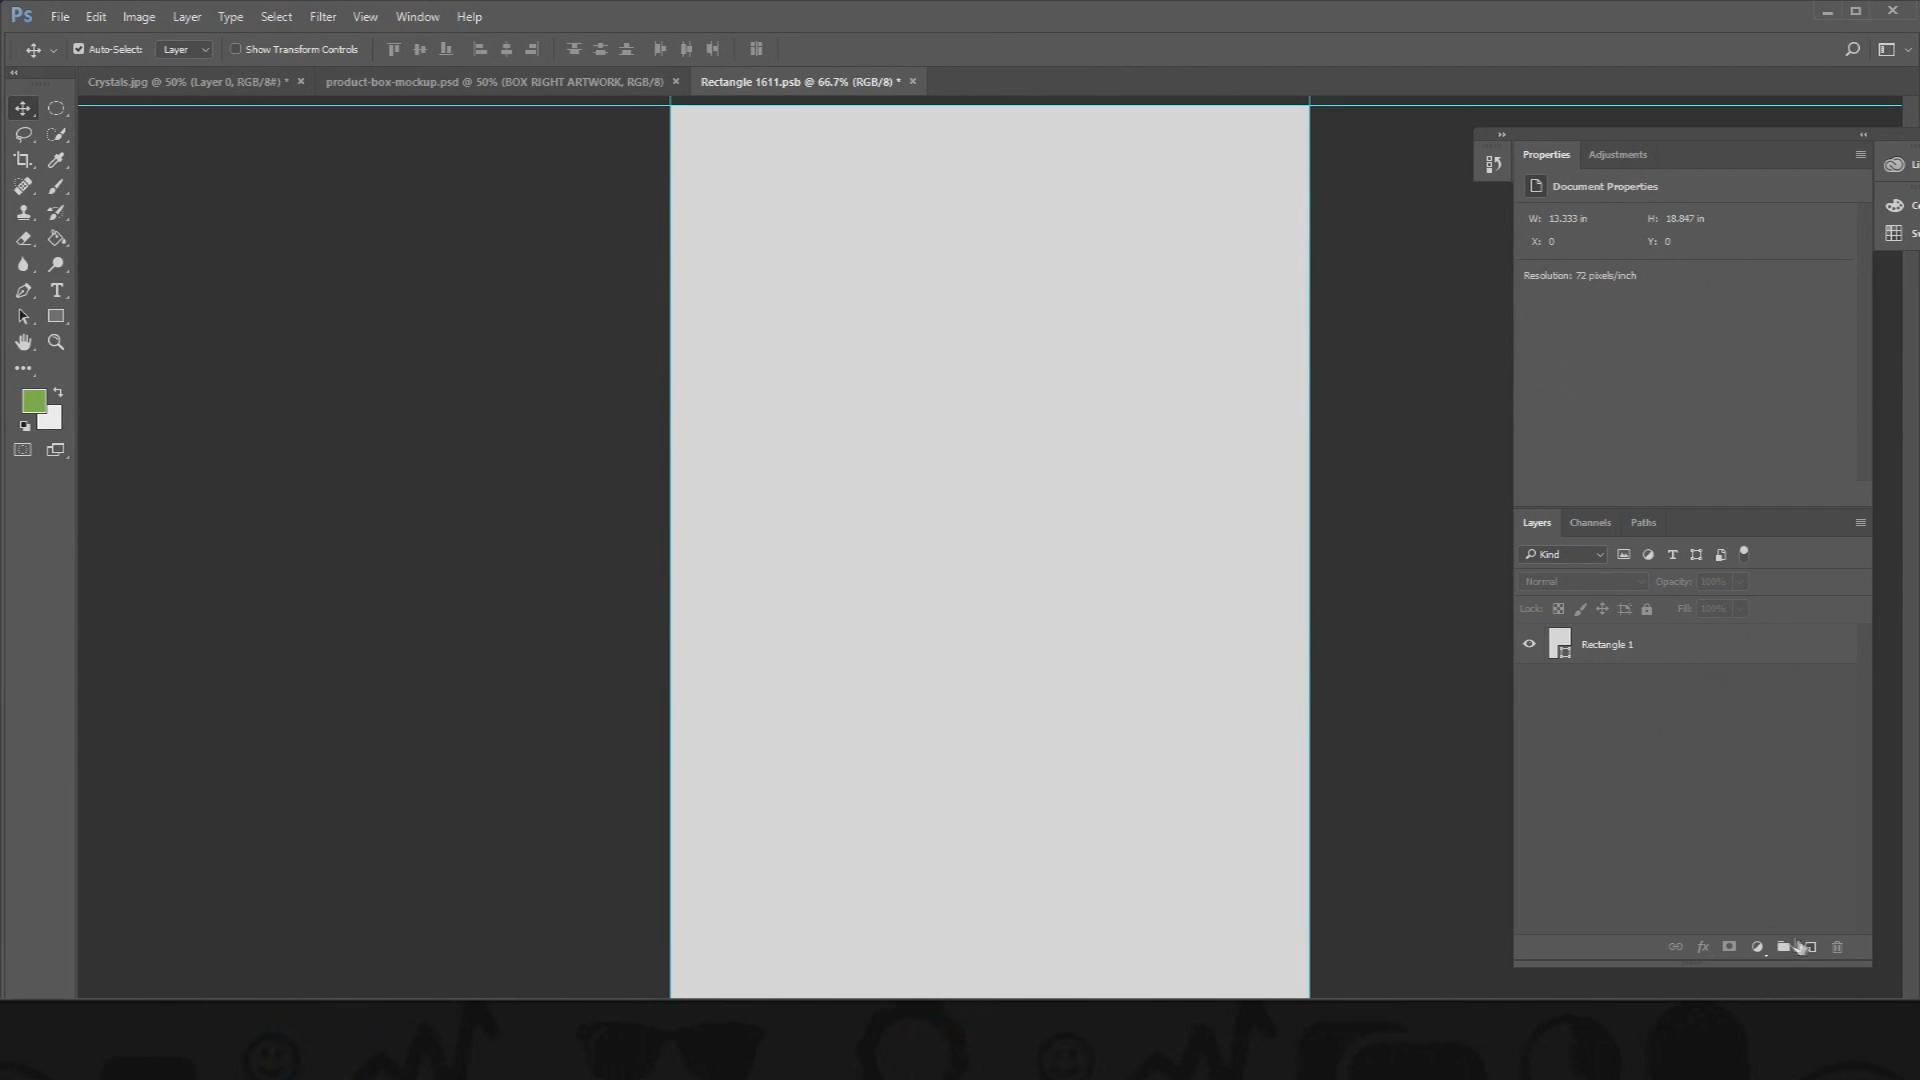 Ps File Edit Image Layer Type Select Filter View Window Help
Auto-Select: Layer Show Transform Controls
Crystals.jpg @ 50% (Layer 0, RGB/8#) * × product-box-mockup.psd @ 50% (BOX RIGHT ARTWORK, RGB/8) × Rectangle 1611.psb @ 66.7% (RGB/8) * ×
Properties Adjustments
Document Properties
W: 13.333 in H: 18.847 in
X: 0 Y: 0
Resolution: 72 pixels/inch
Layers Channels Paths
Kind
Normal Opacity: 100%
Lock: Fill: 100%
Rectangle 1
fx